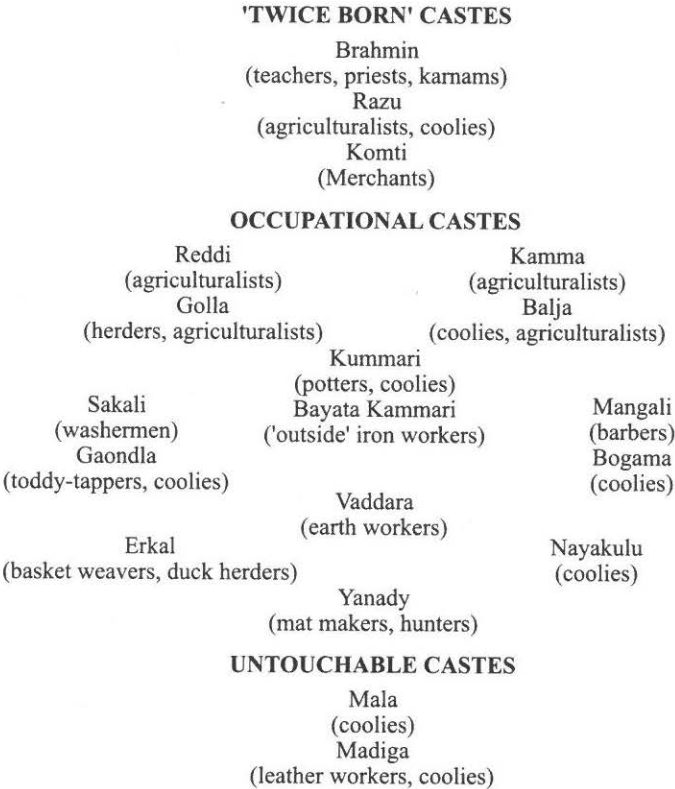 'TWICE BORN' CASTES
Brahmin
(teachers, priests, karnams)
Razu
(agriculturalists, coolies)
Komti
(Merchants)
OCCUPATIONAL CASTES
Reddi
(agriculturalists)
Golla
(herders, agriculturalists)
Kamma
(agriculturalists)
Balja
(coolies, agriculturalists)
Kummari
(potters, coolies)
Sakali
(washermen)
Gaondla
(toddy-tappers, coolies)
Bayata Kammari
('outside' iron workers)
Mangali
(barbers)
Bogama
(coolies)
Vaddara
(earth workers)
Erkal
(basket weavers, duck herders)
Nayakulu
(coolies)
Yanady
(mat makers, hunters)
UNTOUCHABLE CASTES
Mala
(coolies)
Madiga
(leather workers, coolies)